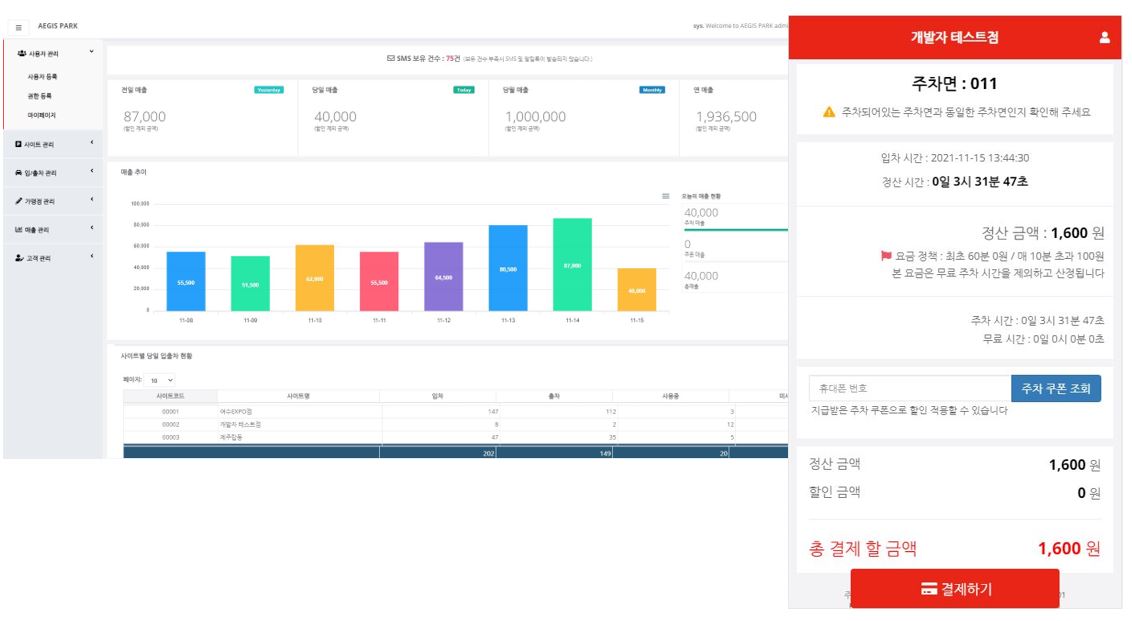 AEGIS PARK
sys. Welcome to AEGIS PARK admi
사용자 관리
사용자 등록
권한 등록
마이페이지
사이트 관리
입/출차 관리
가맹점 관리
매출 관리
고객 관리
SMS 보유 건수 : 75건 (보유 건수 부족시 SMS 및 알림톡이 발송되지 않습니다.)
전일 매출 Yesterday
87,000
(할인 제외 금액)
당일 매출 Today
40,000
(할인 제외 금액)
당월 매출 Monthly
1,000,000
(할인 제외 금액)
연 매출
1,936,500
(할인 제외 금액)
매출 추이
100,000
80,000
60,000
40,000
20,000
0
55,500
51,500
62,000
55,500
64,500
80,500
87,000
40,000
11-08 11-09 11-10 11-11 11-12 11-13 11-14 11-15
오늘의 매출 현황
40,000
주차 매출
0
쿠폰 매출
40,000
총매출
사이트별 당일 입출차 현황
페이지: 10
사이트코드 사이트명 입차 출차 사용중 미
00001 여수EXPO점 147 112 3
00002 개발자 테스트점 8 2 12
00003 제주탑동 47 35 5
202 149 20
개발자 테스트점
주차면 : 011
주차되어있는 주차면과 동일한 주차면인지 확인해 주세요
입차 시간 : 2021-11-15 13:44:30
정산 시간 : 0일 3시 31분 47초
정산 금액 : 1,600 원
요금 정책 : 최초 60분 0원 / 매 10분 초과 100원
본 요금은 무료 주차 시간을 제외하고 산정됩니다
주차 시간 : 0일 3시 31분 47초
무료 시간 : 0일 0시 0분 0초
휴대폰 번호
주차 쿠폰 조회
지급받은 주차 쿠폰으로 할인 적용할 수 있습니다
정산 금액 1,600 원
할인 금액 0 원
총 결제 할 금액 1,600 원
결제하기